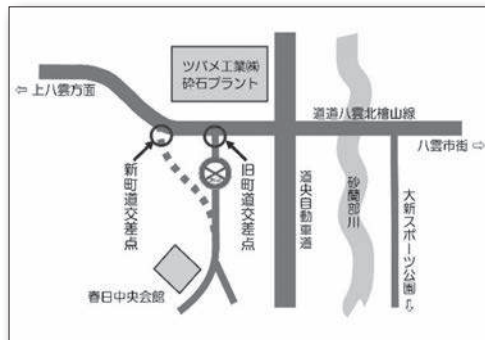 ツバメ工業㈱
砕石プラント
⇦ 上八雲方面
道道八雲北檜山線
八雲市街 ⇨
新町道交差点
旧町道交差点
道央自動車道
砂蘭部川
大新スポーツ公園 ⇨
春日中央会館